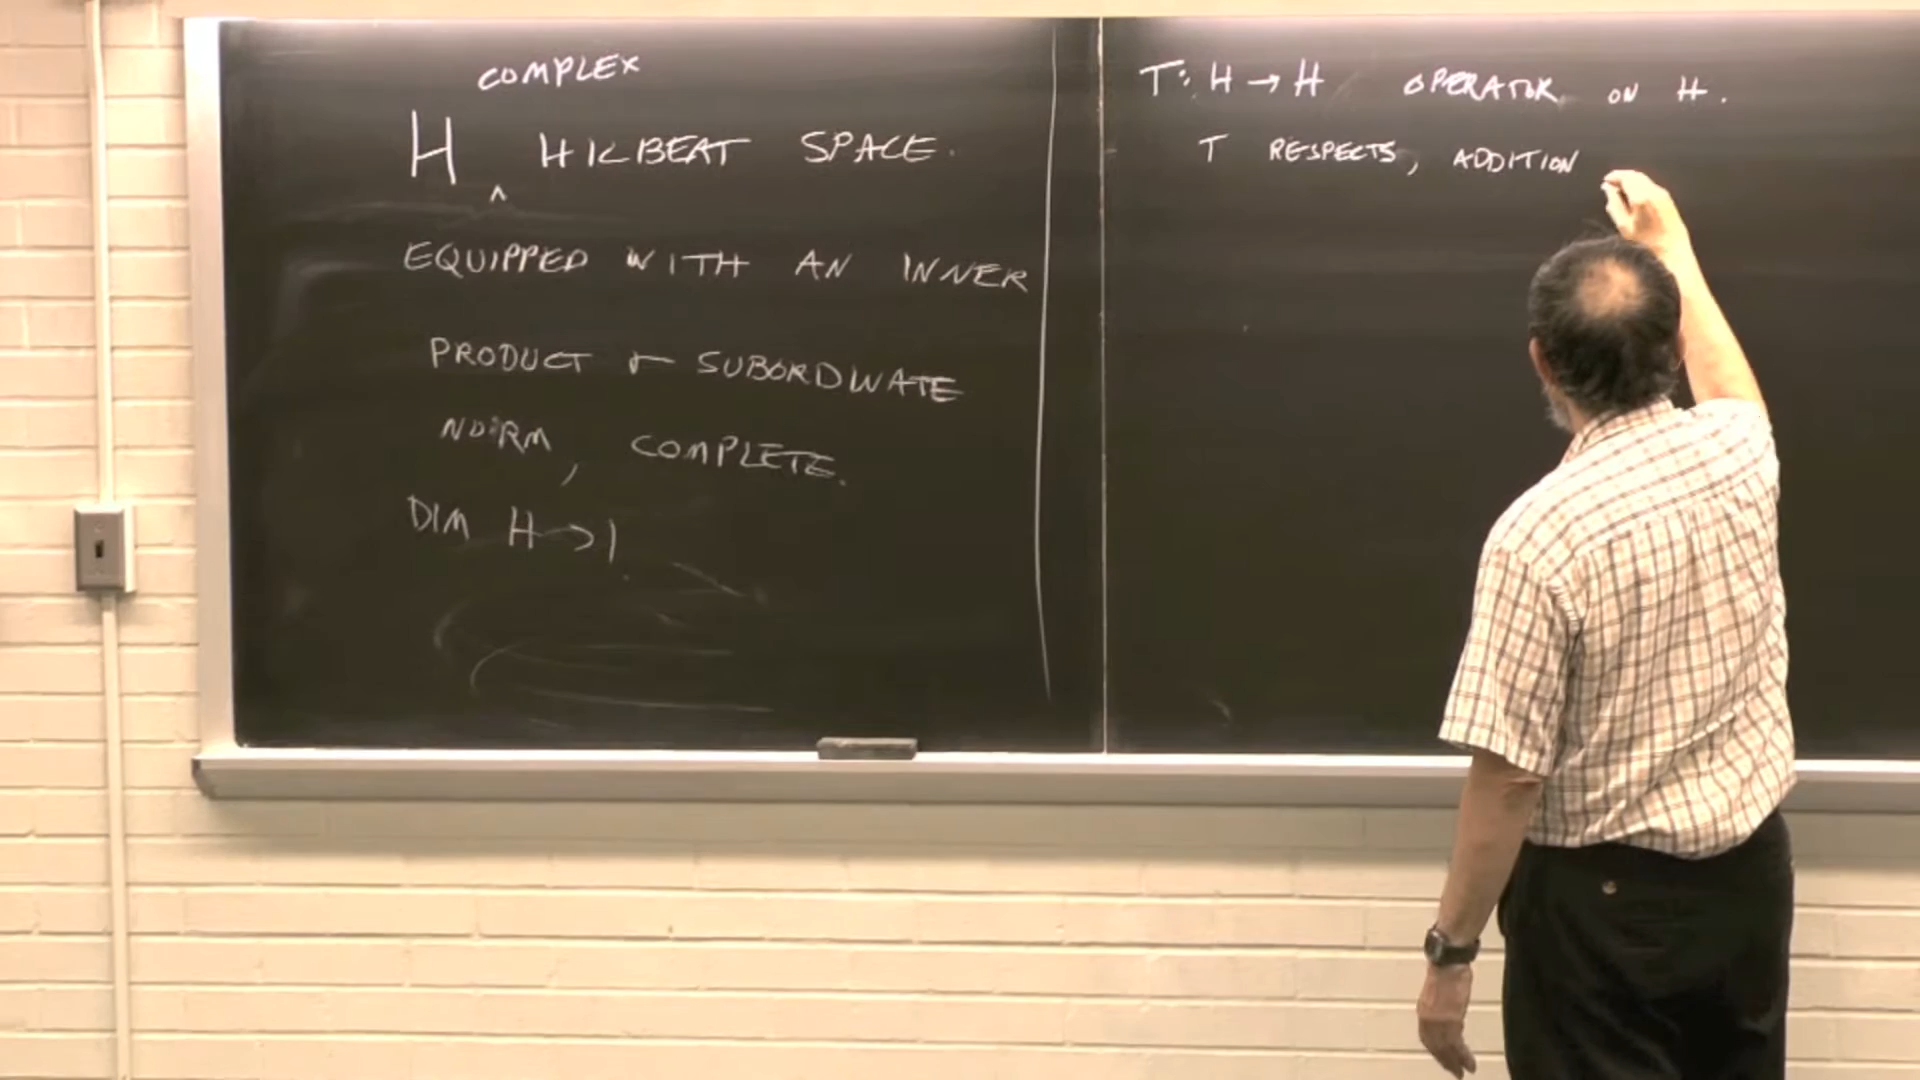 COMPLEX
H ^ HILBERT SPACE.
EQUIPPED WITH AN INNER
PRODUCT & SUBORDINATE
NORM, COMPLETE.
DIM H > 1
T: H → H OPERATOR ON H.
T RESPECTS, ADDITION